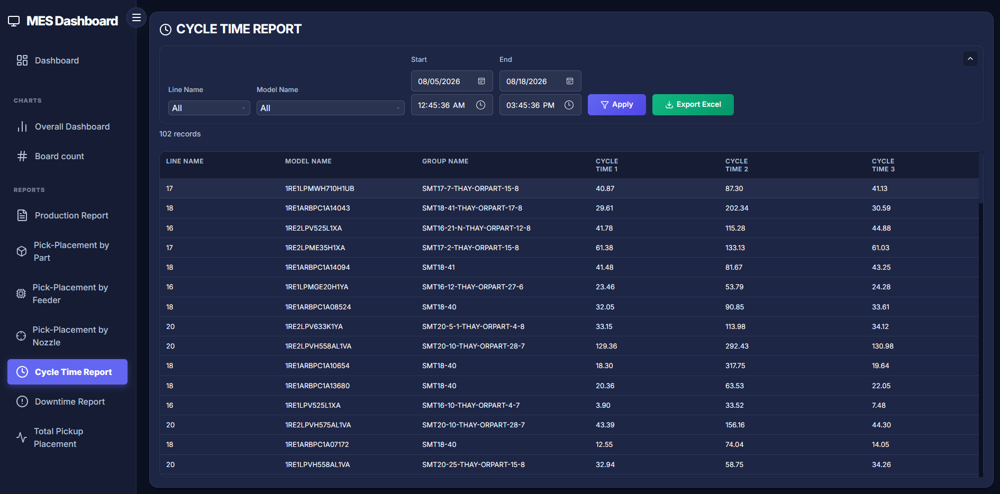 MES Dashboard
Dashboard
CHARTS
Overall Dashboard
Board count
REPORTS
Production Report
Pick-Placement by
Part
Pick-Placement by
Feeder
Pick-Placement by
Nozzle
Cycle Time Report
Downtime Report
Total Pickup
Placement
CYCLE TIME REPORT
Line Name
All
Model Name
All
Start
08/05/2026
12:45:36 AM
End
08/18/2026
03:45:36 PM
Apply
Export Excel
102 records
LINE NAME MODEL NAME GROUP NAME CYCLE TIME 1 CYCLE TIME 2 CYCLE TIME 3
17 1RE1LPMWH710H1UB SMT17-7-THAY-ORPART-15-8 40.87 87.30 41.13
18 1RE1ARBPC1A14043 SMT18-41-THAY-ORPART-17-8 29.61 202.34 30.59
16 1RE2LPV525L1XA SMT16-21-N-THAY-ORPART-12-8 41.78 115.28 44.88
17 1RE2LPME35H1XA SMT17-2-THAY-ORPART-15-8 61.38 133.13 61.03
18 1RE1ARBPC1A14094 SMT18-41 41.48 81.67 43.25
16 1RE1LPMGE20H1YA SMT16-12-THAY-ORPART-27-6 23.46 53.79 24.28
18 1RE1ARBPC1A08524 SMT18-40 32.05 90.85 33.61
20 1RE2LPV633K1YA SMT20-5-1-THAY-ORPART-4-8 33.15 113.98 34.12
20 1RE2LPVH558AL1VA SMT20-10-THAY-ORPART-28-7 129.36 292.43 130.98
18 1RE1ARBPC1A10654 SMT18-40 18.30 317.75 19.64
18 1RE1ARBPC1A13680 SMT18-40 20.36 63.53 22.05
16 1RE1LPV525L1XA SMT16-10-THAY-ORPART-4-7 3.90 33.52 7.48
20 1RE2LPVH575AL1VA SMT20-10-THAY-ORPART-28-7 43.39 156.16 44.30
18 1RE1ARBPC1A07172 SMT18-40 12.55 74.04 14.05
20 1RE1LPVH558AL1VA SMT20-25-THAY-ORPART-15-8 32.94 58.75 34.26